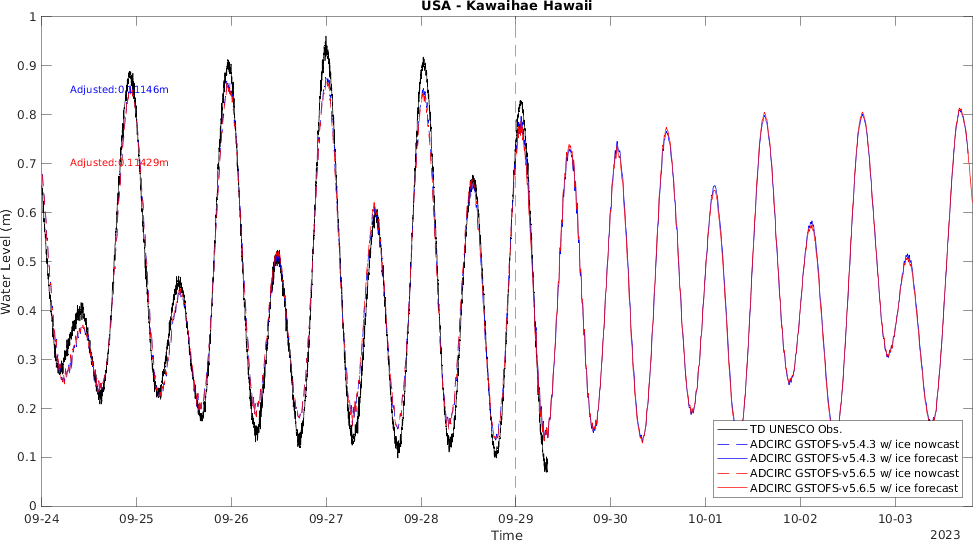 USA - Kawaihae Hawaii
1
0.9
Adjusted:0.11146m
0.8
0.7
Adjusted:0.11429m
0.6
Water Level (m)
0.5
0.4
0.3
0.2
0.1
0
TD UNESCO Obs.
ADCIRC GSTOFS-v5.4.3 w/ ice nowcast
ADCIRC GSTOFS-v5.4.3 w/ ice forecast
ADCIRC GSTOFS-v5.6.5 w/ ice nowcast
ADCIRC GSTOFS-v5.6.5 w/ ice forecast
09-24 09-25 09-26 09-27 09-28 09-29 09-30 10-01 10-02 10-03
Time
2023